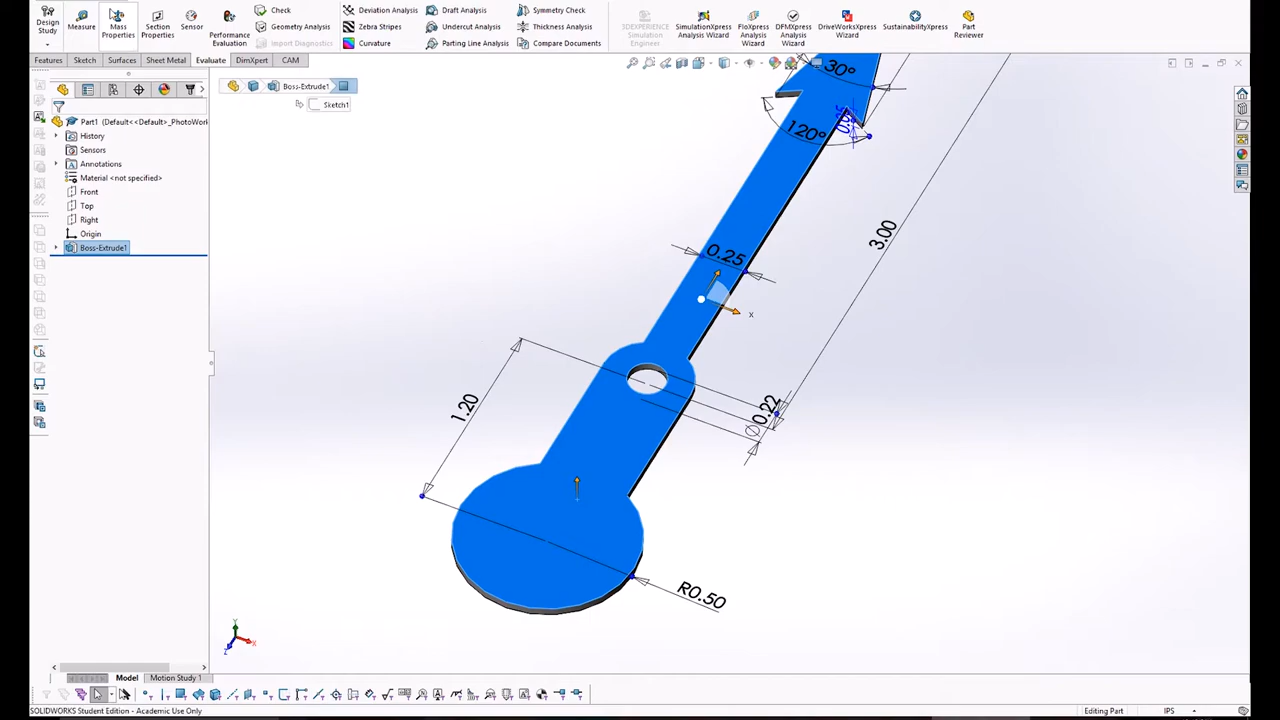 Design Study
Measure
Mass Properties
Section Properties
Sensor
Performance Evaluation
Check
Geometry Analysis
Import Diagnostics
Deviation Analysis
Zebra Stripes
Curvature
Draft Analysis
Undercut Analysis
Parting Line Analysis
Symmetry Check
Thickness Analysis
Compare Documents
3DEXPERIENCE Simulation Engineer
SimulationXpress Analysis Wizard
FloXpress Analysis Wizard
DFMXpress Analysis Wizard
DriveWorksXpress Wizard
SustainabilityXpress
Part Reviewer
Features Sketch Surfaces Sheet Metal Evaluate DimXpert CAM
Boss-Extrude1
Sketch1
Part1 (Default<<Default>_PhotoWork
History
Sensors
Annotations
Material <not specified>
Front
Top
Right
Origin
Boss-Extrude1
30°
120°
0.25
3.00
x
1.20
∅0.22
R0.50
Y
X
Z
Model Motion Study 1
SOLIDWORKS Student Edition - Academic Use Only
Editing Part
IPS